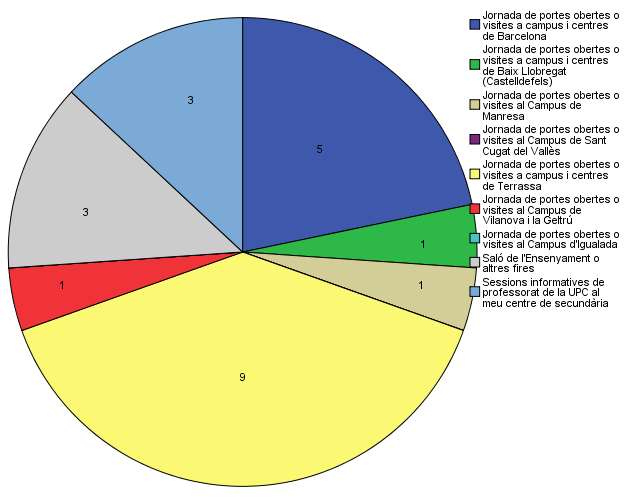 Jornada de portes obertes o
visites a campus i centres
de Barcelona
Jornada de portes obertes o
visites a campus i centres
de Baix Llobregat
(Castelldefels)
Jornada de portes obertes o
visites al Campus de
Manresa
Jornada de portes obertes o
visites al Campus de Sant
Cugat del Vallès
Jornada de portes obertes o
visites a campus i centres
de Terrassa
Jornada de portes obertes o
visites al Campus de
Vilanova i la Geltrú
Jornada de portes obertes o
visites al Campus d'Igualada
Saló de l'Ensenyament o
altres fires
Sessions informatives de
professorat de la UPC al
meu centre de secundària
3
5
3
1
1
1
9